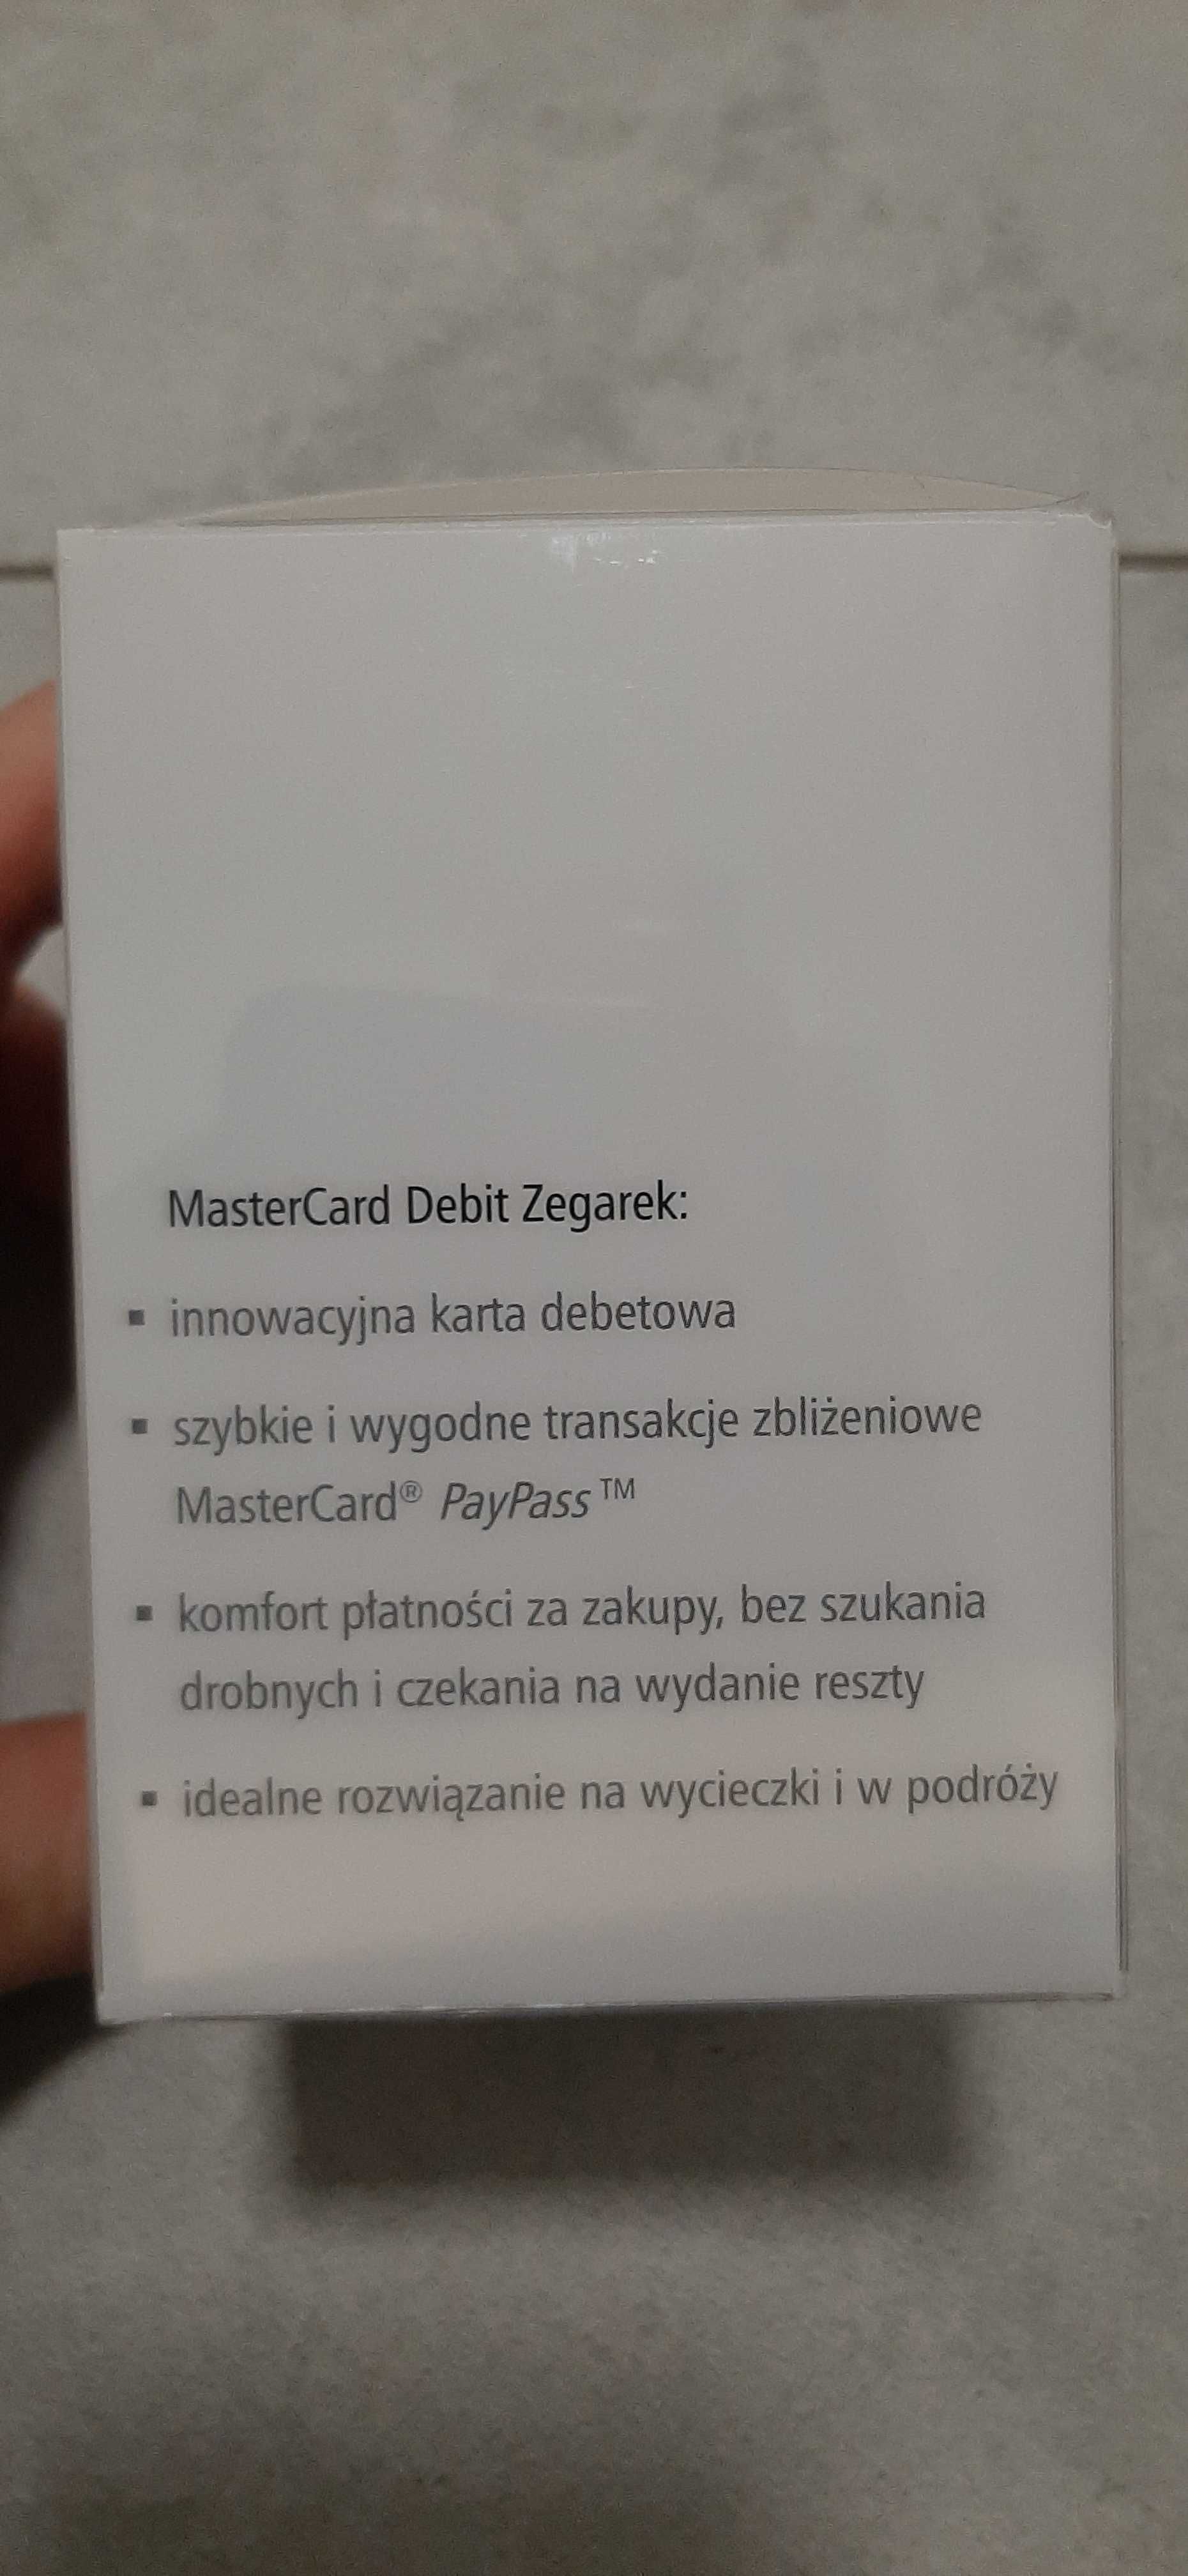 MasterCard Debit Zegarek:
▪ innowacyjna karta debetowa
▪ szybkie i wygodne transakcje zbliżeniowe
MasterCard® PayPass™
▪ komfort płatności za zakupy, bez szukania
drobnych i czekania na wydanie reszty
▪ idealne rozwiązanie na wycieczki i w podróży